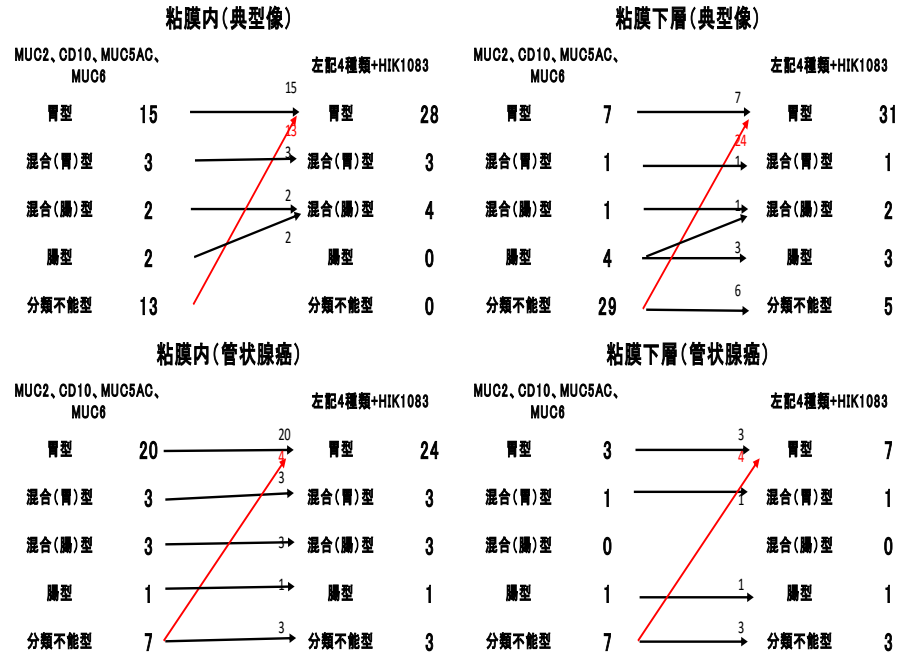 粘膜内(典型像)
MUC2、CD10、MUC5AC、
MUC6
左記4種類+HIK1083
胃型 15 15 胃型 28
13
混合(胃)型 3 3 混合(胃)型 3
混合(腸)型 2 2 混合(腸)型 4
腸型 2 2 腸型 0
分類不能型 13 分類不能型 0
粘膜下層(典型像)
MUC2、CD10、MUC5AC、
MUC6
左記4種類+HIK1083
胃型 7 7 胃型 31
24
混合(胃)型 1 1 混合(胃)型 1
混合(腸)型 1 1 混合(腸)型 2
腸型 4 3 腸型 3
分類不能型 29 6 分類不能型 5
粘膜内(管状腺癌)
MUC2、CD10、MUC5AC、
MUC6
左記4種類+HIK1083
胃型 20 20 胃型 24
4
混合(胃)型 3 3 混合(胃)型 3
混合(腸)型 3 3 混合(腸)型 3
腸型 1 1 腸型 1
分類不能型 7 3 分類不能型 3
粘膜下層(管状腺癌)
MUC2、CD10、MUC5AC、
MUC6
左記4種類+HIK1083
胃型 3 3 胃型 7
4
混合(胃)型 1 1 混合(胃)型 1
混合(腸)型 0 混合(腸)型 0
腸型 1 1 腸型 1
分類不能型 7 3 分類不能型 3